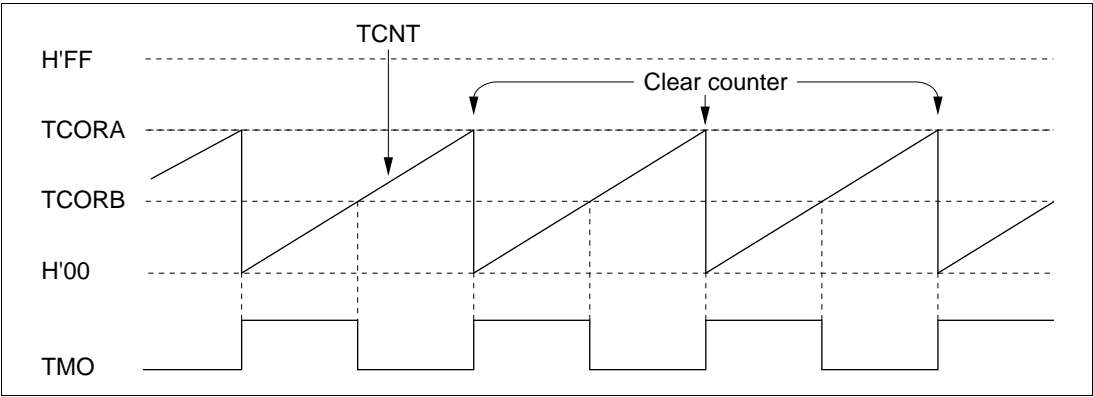 TCNT
H'FF
Clear counter
TCORA
TCORB
H'00
TMO